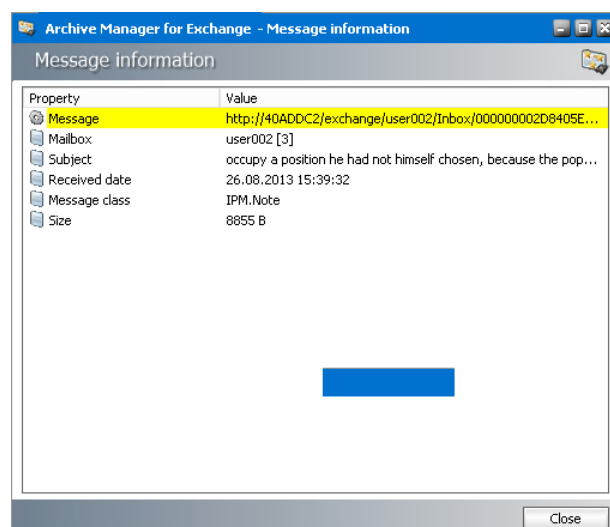 Archive Manager for Exchange - Message information
Message information
Property Value
Message http://40ADDC2/exchange/user002/Inbox/000000002D8405E...
Mailbox user002 [3]
Subject occupy a position he had not himself chosen, because the pop...
Received date 26.08.2013 15:39:32
Message class IPM.Note
Size 8855 B
Close